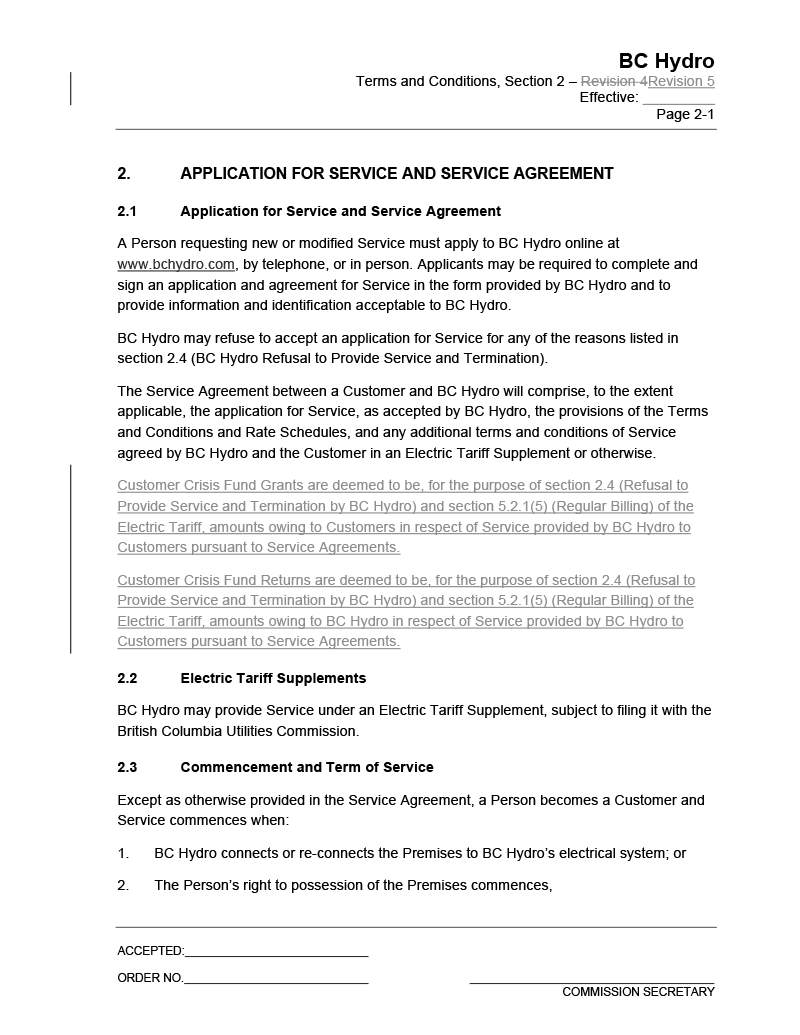 BC Hydro
Terms and Conditions, Section 2 – Revision 4Revision 5
Effective: _________
Page 2-1
2. APPLICATION FOR SERVICE AND SERVICE AGREEMENT
2.1 Application for Service and Service Agreement
A Person requesting new or modified Service must apply to BC Hydro online at
www.bchydro.com, by telephone, or in person. Applicants may be required to complete and
sign an application and agreement for Service in the form provided by BC Hydro and to
provide information and identification acceptable to BC Hydro.
BC Hydro may refuse to accept an application for Service for any of the reasons listed in
section 2.4 (BC Hydro Refusal to Provide Service and Termination).
The Service Agreement between a Customer and BC Hydro will comprise, to the extent
applicable, the application for Service, as accepted by BC Hydro, the provisions of the Terms
and Conditions and Rate Schedules, and any additional terms and conditions of Service
agreed by BC Hydro and the Customer in an Electric Tariff Supplement or otherwise.
Customer Crisis Fund Grants are deemed to be, for the purpose of section 2.4 (Refusal to
Provide Service and Termination by BC Hydro) and section 5.2.1(5) (Regular Billing) of the
Electric Tariff, amounts owing to Customers in respect of Service provided by BC Hydro to
Customers pursuant to Service Agreements.
Customer Crisis Fund Returns are deemed to be, for the purpose of section 2.4 (Refusal to
Provide Service and Termination by BC Hydro) and section 5.2.1(5) (Regular Billing) of the
Electric Tariff, amounts owing to BC Hydro in respect of Service provided by BC Hydro to
Customers pursuant to Service Agreements.
2.2 Electric Tariff Supplements
BC Hydro may provide Service under an Electric Tariff Supplement, subject to filing it with the
British Columbia Utilities Commission.
2.3 Commencement and Term of Service
Except as otherwise provided in the Service Agreement, a Person becomes a Customer and
Service commences when:
1. BC Hydro connects or re-connects the Premises to BC Hydro’s electrical system; or
2. The Person’s right to possession of the Premises commences,
ACCEPTED:___________________________
ORDER NO.___________________________
COMMISSION SECRETARY